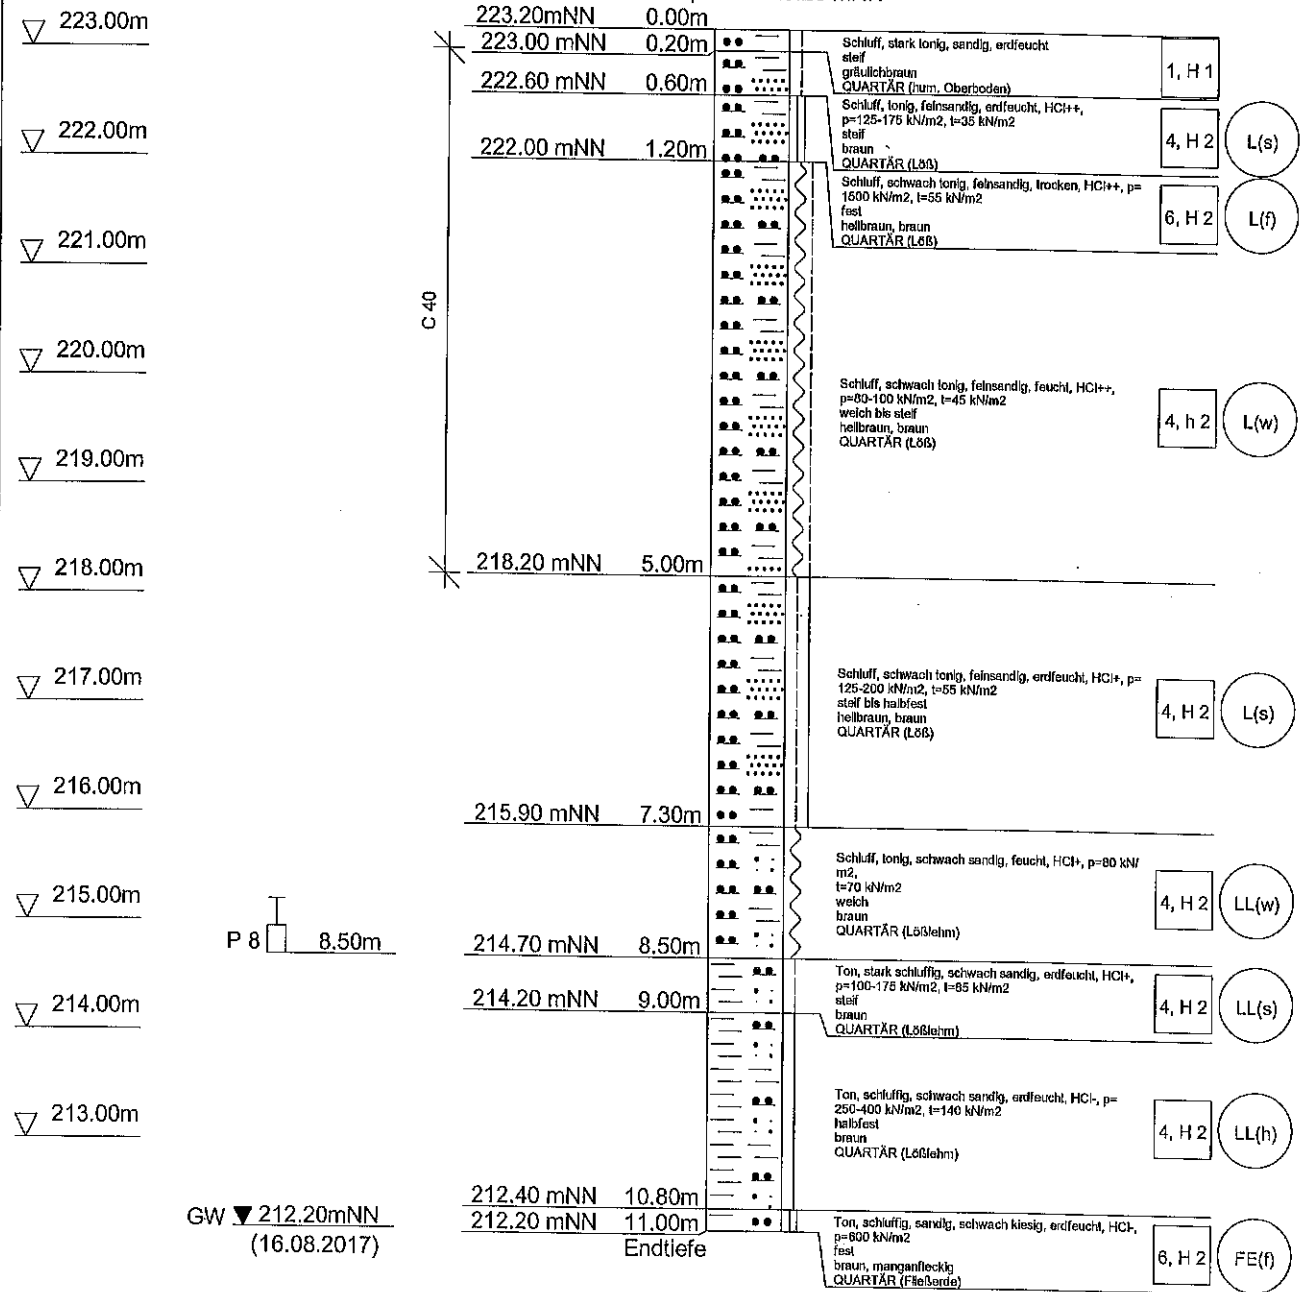 223.20mNN 0.00m
223.00m
223.00 mNN 0.20m
Schluff, stark tonig, sandig, erdfeucht
steif
gräulichbraun
QUARTÄR (hum. Oberboden)
1, H 1
222.60 mNN 0.60m
Schluff, tonig, feinsandig, erdfeucht, HCl++,
p=125-175 kN/m2, t=35 kN/m2
steif
braun
QUARTÄR (Löß)
4, H 2
L(s)
222.00m
222.00 mNN 1.20m
Schluff, schwach tonig, feinsandig, trocken, HCl++, p=
1500 kN/m2, t=55 kN/m2
fest
hellbraun, braun
QUARTÄR (Löß)
6, H 2
L(f)
221.00m
C 40
220.00m
Schluff, schwach tonig, feinsandig, feucht, HCl++,
p=80-100 kN/m2, t=45 kN/m2
weich bis steif
hellbraun, braun
QUARTÄR (Löß)
4, h 2
L(w)
219.00m
218.00m
218.20 mNN 5.00m
217.00m
Schluff, schwach tonig, feinsandig, erdfeucht, HCl+, p=
125-200 kN/m2, t=55 kN/m2
steif bis halbfest
hellbraun, braun
QUARTÄR (Löß)
4, H 2
L(s)
216.00m
215.90 mNN 7.30m
Schluff, tonig, schwach sandig, feucht, HCl+, p=80 kN/
m2,
t=70 kN/m2
weich
braun
QUARTÄR (Lößlehm)
4, H 2
LL(w)
215.00m
P 8 8.50m
214.70 mNN 8.50m
Ton, stark schluffig, schwach sandig, erdfeucht, HCl+,
p=100-175 kN/m2, t=85 kN/m2
steif
braun
QUARTÄR (Lößlehm)
4, H 2
LL(s)
214.00m
214.20 mNN 9.00m
213.00m
Ton, schluffig, schwach sandig, erdfeucht, HCl-, p=
250-400 kN/m2, t=140 kN/m2
halbfest
braun
QUARTÄR (Lößlehm)
4, H 2
LL(h)
212.40 mNN 10.80m
GW 212.20mNN
(16.08.2017)
212.20 mNN 11.00m
Endtiefe
Ton, schluffig, sandig, schwach kiesig, erdfeucht, HCl-,
p=600 kN/m2
fest
braun, manganfleckig
QUARTÄR (Fließerde)
6, H 2
FE(f)